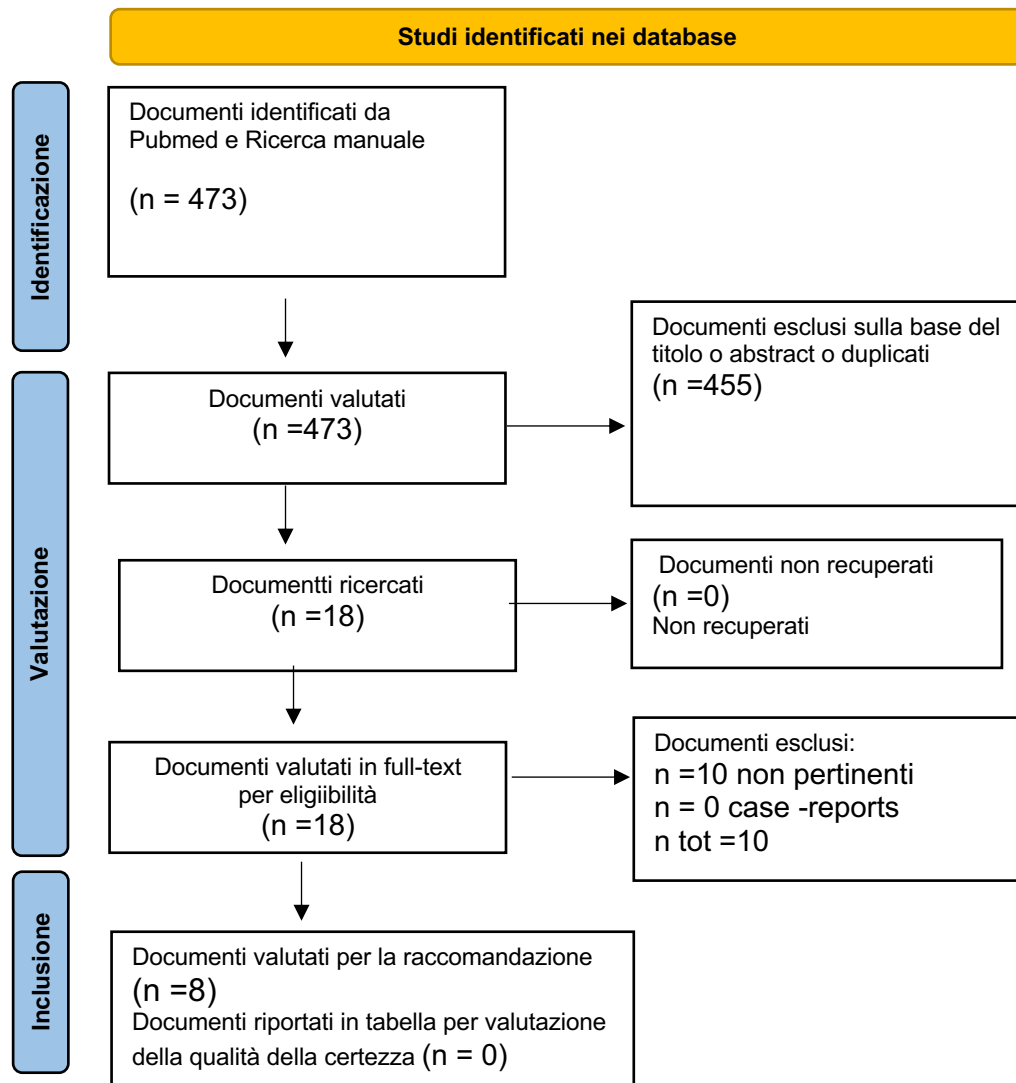 Studi identificati nei database
Identificazione
Documenti identificati da
Pubmed e Ricerca manuale
(n = 473)
Documenti esclusi sulla base del
titolo o abstract o duplicati
(n =455)
Valutazione
Documenti valutati
(n =473)
Documentti ricercati
(n =18)
Documenti non recuperati
(n =0)
Non recuperati
Documenti valutati in full-text
per eligiibilità
(n =18)
Documenti esclusi:
n =10 non pertinenti
n = 0 case -reports
n tot =10
Inclusione
Documenti valutati per la raccomandazione
(n =8)
Documenti riportati in tabella per valutazione
della qualità della certezza (n = 0)